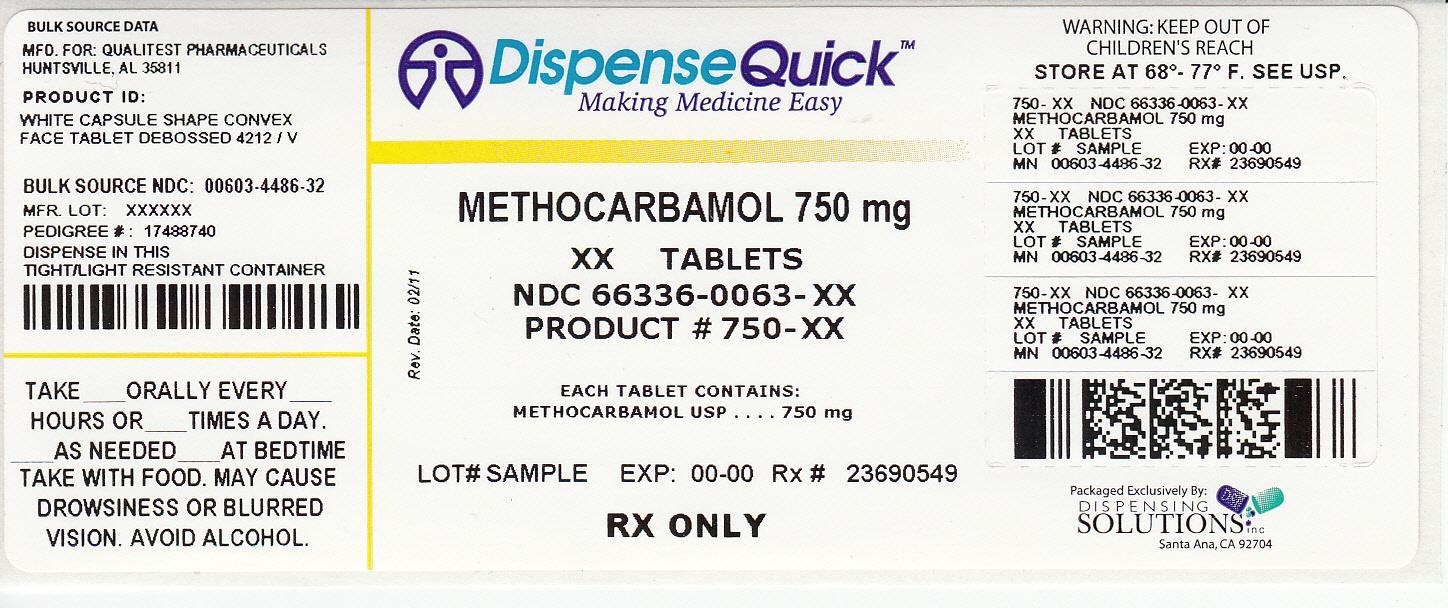 BULK SOURCE DATA
MFD. FOR: QUALITEST PHARMACEUTICALS
HUNTSVILLE, AL 35811
PRODUCT ID:
WHITE CAPSULE SHAPE CONVEX
FACE TABLET DEBOSSED 4212 / V
BULK SOURCE NDC: 00603-4486-32
MFR. LOT: XXXXXX
PEDIGREE #: 17488740
DISPENSE IN THIS
TIGHT/LIGHT RESISTANT CONTAINER
TAKE ___ORALLY EVERY ___
HOURS OR___TIMES A DAY.
___AS NEEDED___AT BEDTIME
TAKE WITH FOOD. MAY CAUSE
DROWSINESS OR BLURRED
VISION. AVOID ALCOHOL.
DispenseQuick™
Making Medicine Easy
METHOCARBAMOL 750 mg
XX TABLETS
NDC 66336-0063-XX
PRODUCT # 750-XX
Rev. Date: 02/11
EACH TABLET CONTAINS:
METHOCARBAMOL USP .... 750 mg
LOT# SAMPLE EXP: 00-00 Rx # 23690549
RX ONLY
WARNING: KEEP OUT OF
CHILDREN'S REACH
STORE AT 68°- 77° F. SEE USP.
750- XX NDC 66336-0063- XX
METHOCARBAMOL 750 mg
XX TABLETS
LOT # SAMPLE EXP: 00-00
MN 00603-4486-32 RX# 23690549
750-XX NDC 66336-0063- XX
METHOCARBAMOL 750 mg
XX TABLETS
LOT # SAMPLE EXP: 00-00
MN 00603-4486-32 RX# 23690549
750-XX NDC 66336-0063- XX
METHOCARBAMOL 750 mg
XX TABLETS
LOT # SAMPLE EXP: 00-00
MN 00603-4486-32 RX# 23690549
Packaged Exclusively By:
DISPENSING
SOLUTIONS inc
DSI
Santa Ana, CA 92704